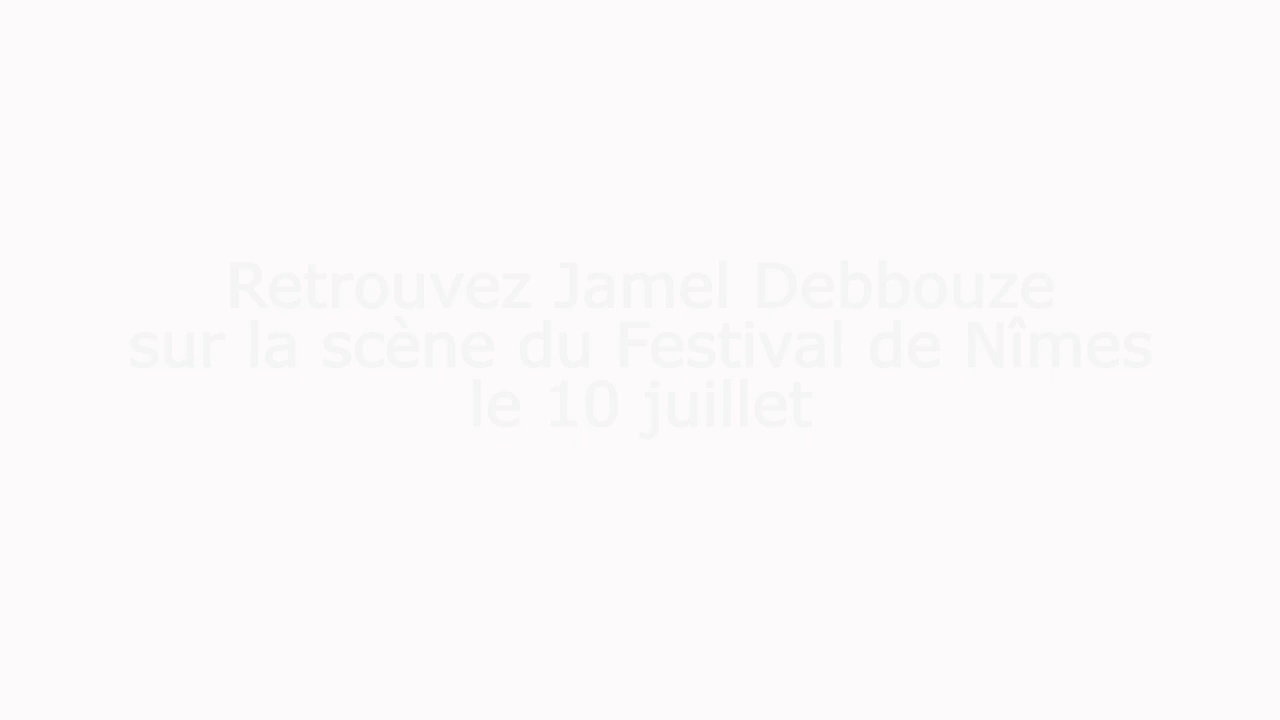 Retrouvez Jamel Debbouze
sur la scène du Festival de Nîmes
le 10 juillet